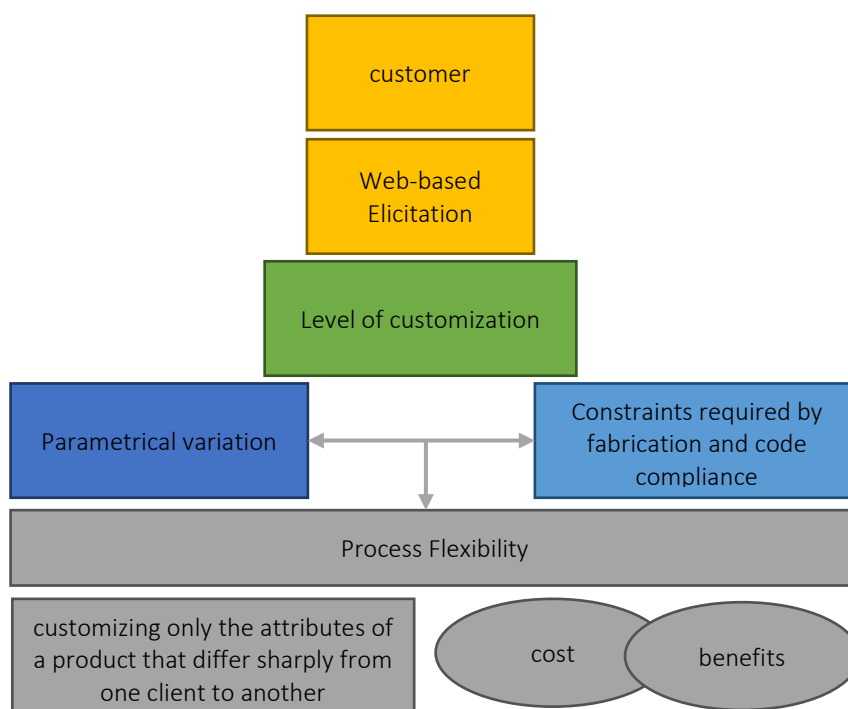 customer
Web-based
Elicitation
Level of customization
Parametrical variation
Constraints required by
fabrication and code
compliance
Process Flexibility
customizing only the attributes of
a product that differ sharply from
one client to another
cost
benefits